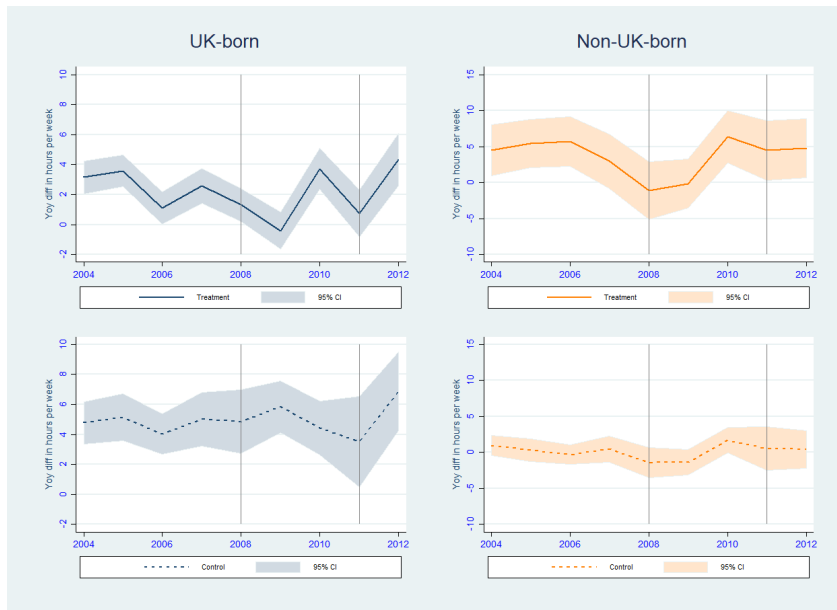 UK-born
Non-UK-born
Yoy diff in hours per week
10
8
6
4
2
0
-2
2004 2006 2008 2010 2012
Treatment 95% CI
Yoy diff in hours per week
15
10
5
0
-5
-10
2004 2006 2008 2010 2012
Treatment 95% CI
Yoy diff in hours per week
10
8
6
4
2
0
-2
2004 2006 2008 2010 2012
Control 95% CI
Yoy diff in hours per week
15
10
5
0
-5
-10
2004 2006 2008 2010 2012
Control 95% CI